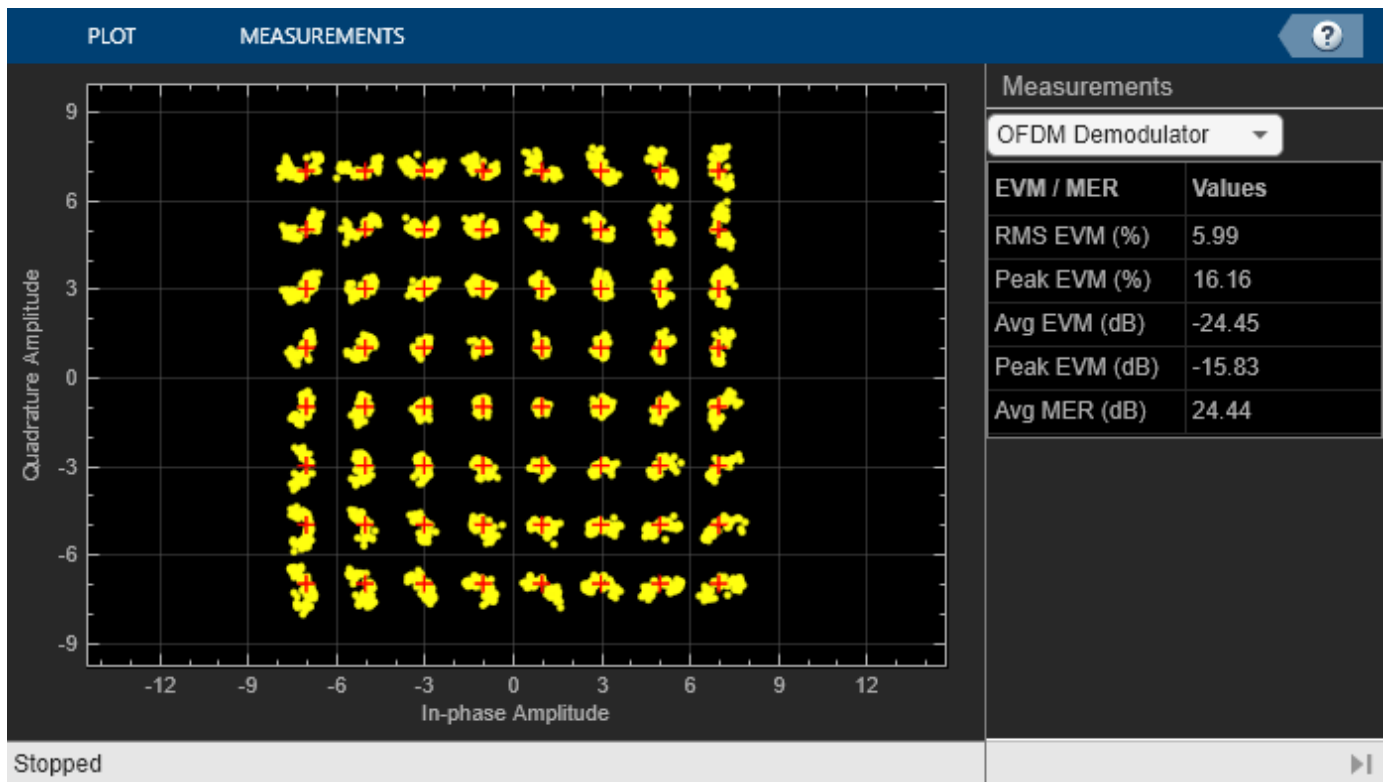 PLOT MEASUREMENTS ?
Measurements
OFDM Demodulator
EVM / MER Values
RMS EVM (%) 5.99
Peak EVM (%) 16.16
Avg EVM (dB) -24.45
Peak EVM (dB) -15.83
Avg MER (dB) 24.44
Quadrature Amplitude
9
6
3
0
-3
-6
-9
-12 -9 -6 -3 0 3 6 9 12
In-phase Amplitude
Stopped